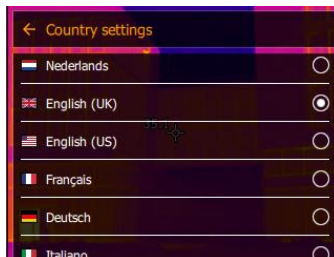 Country settings
Nederlands
English (UK)
English (US)
Français
Deutsch
Italiano